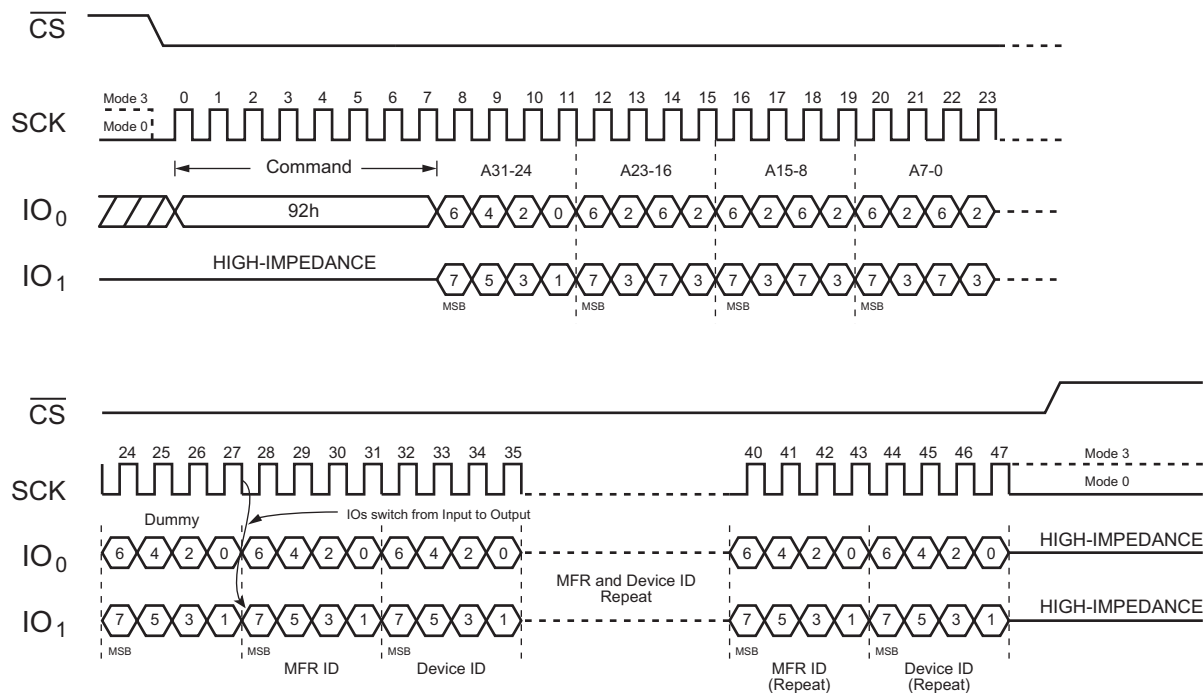 CS
Mode 3
0 1 2 3 4 5 6 7 8 9 10 11 12 13 14 15 16 17 18 19 20 21 22 23
SCK
Mode 0
Command A31-24 A23-16 A15-8 A7-0
IO0 92h 6 4 2 0 6 2 6 2 6 2 6 2 6 2 6 2
HIGH-IMPEDANCE
IO1 7 5 3 1 7 3 7 3 7 3 7 3 7 3 7 3
MSB MSB MSB MSB
CS
24 25 26 27 28 29 30 31 32 33 34 35 40 41 42 43 44 45 46 47 Mode 3
SCK Mode 0
Dummy IOs switch from Input to Output
IO0 6 4 2 0 6 4 2 0 6 4 2 0 6 4 2 0 6 4 2 0 HIGH-IMPEDANCE
MFR and Device ID
Repeat
IO1 7 5 3 1 7 5 3 1 7 5 3 1 7 5 3 1 7 5 3 1 HIGH-IMPEDANCE
MSB MSB MSB MSB MSB
MFR ID Device ID MFR ID Device ID
(Repeat) (Repeat)